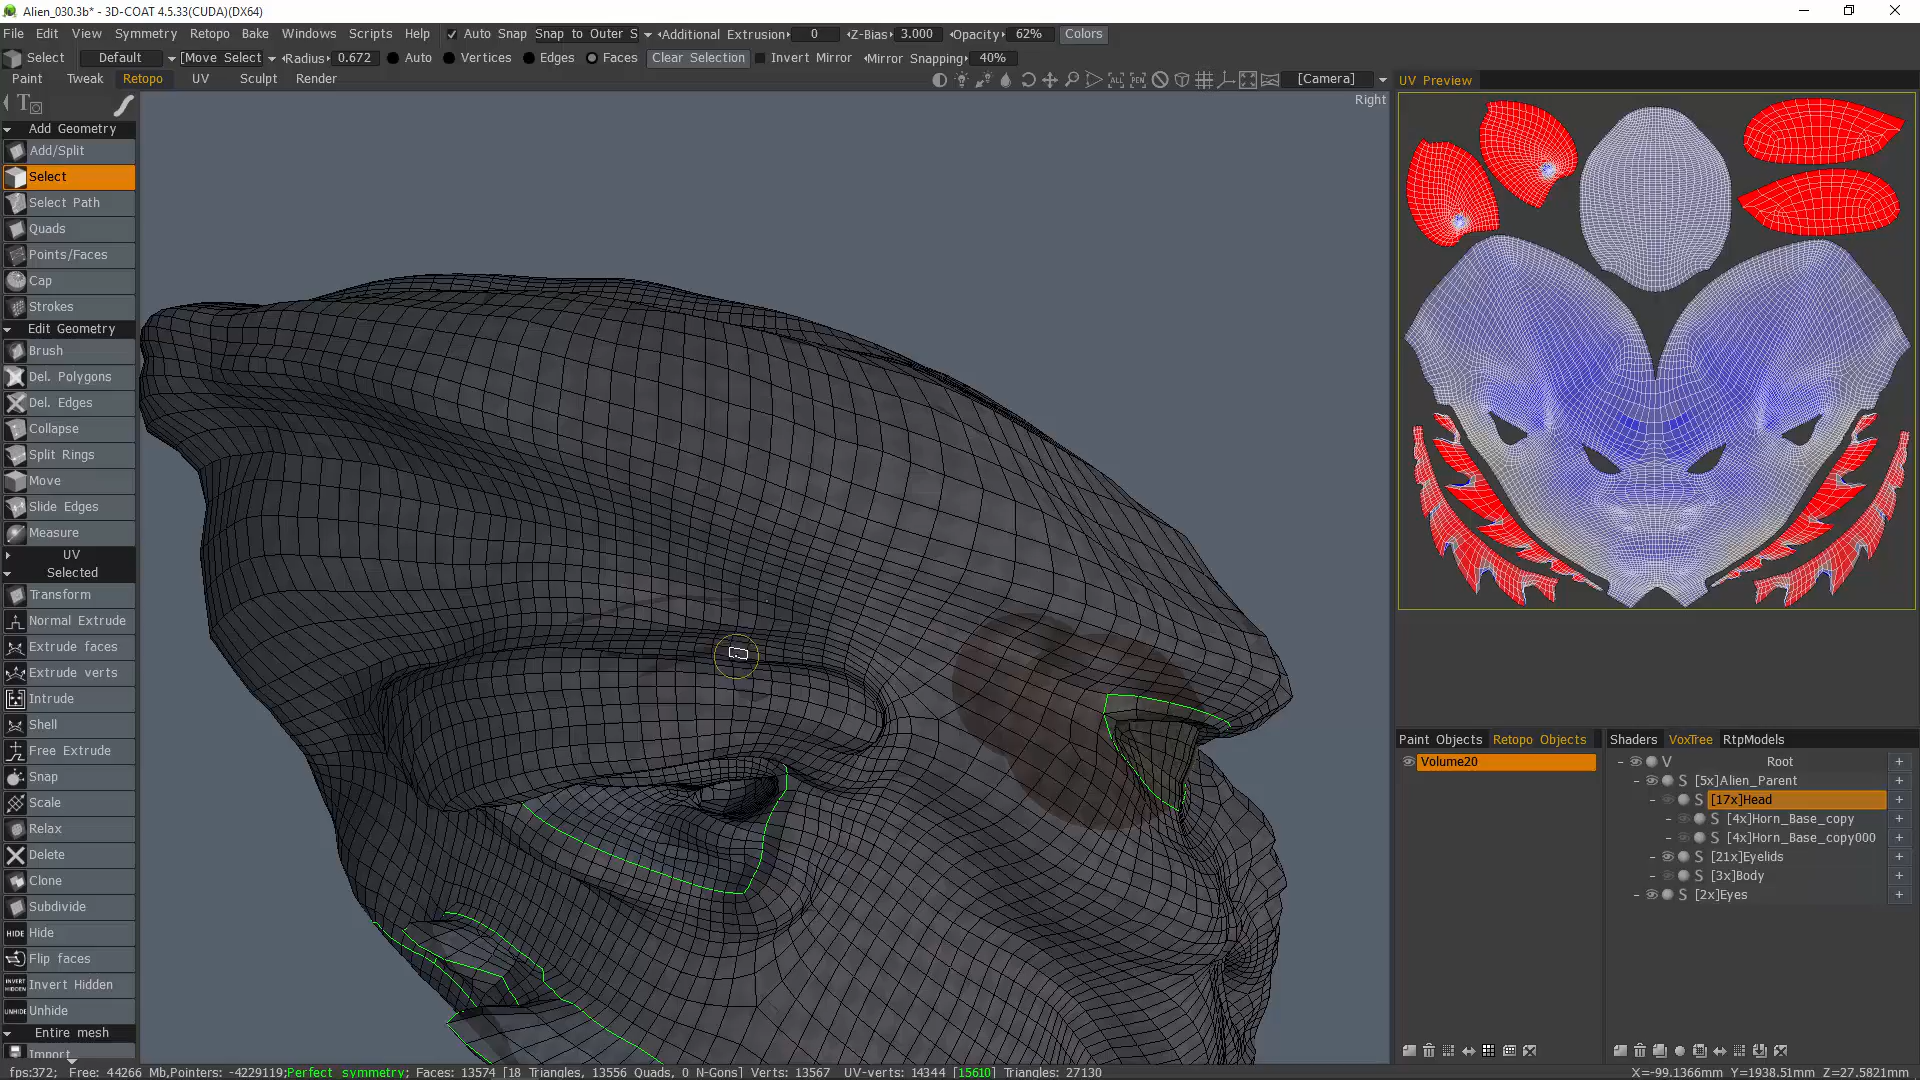 Alien_030.3b* - 3D-COAT 4.5.33(CUDA)(DX64)
File Edit View Symmetry Retopo Bake Windows Scripts Help Auto Snap Snap to Outer S Additional Extrusion 0 Z-Bias 3.000 Opacity 62% Colors
Select Default [Move Select Radius 0.672 Auto Vertices Edges Faces Clear Selection Invert Mirror Mirror Snapping 40%
Paint Tweak Retopo UV Sculpt Render ALL PEN [Camera] UV Preview
Right
Add Geometry
Add/Split
Select
Select Path
Quads
Points/Faces
Cap
Strokes
Edit Geometry
Brush
Del. Polygons
Del. Edges
Collapse
Split Rings
Move
Slide Edges
Measure
UV
Selected
Transform
Normal Extrude
Extrude faces
Extrude verts
Intrude
Shell
Free Extrude
Snap
Scale
Relax
Delete
Clone
Subdivide
HIDE Hide
Flip faces
INVERT HIDDEN Invert Hidden
UNHIDE Unhide
Entire mesh
Import
Paint Objects Retopo Objects
Volume20
Shaders VoxTree RtpModels
V Root +
S [5x]Alien_Parent +
S [17x]Head +
S [4x]Horn_Base_copy +
S [4x]Horn_Base_copy000 +
S [21x]Eyelids +
S [3x]Body +
S [2x]Eyes +
fps:372; Free: 44266 Mb,Pointers: -4229119;Perfect symmetry; Faces: 13574 [18 Triangles, 13556 Quads, 0 N-Gons] Verts: 13567 UV-verts: 14344 [15610] Triangles: 27130 X=-99.1366mm Y=1938.51mm Z=27.5821mm